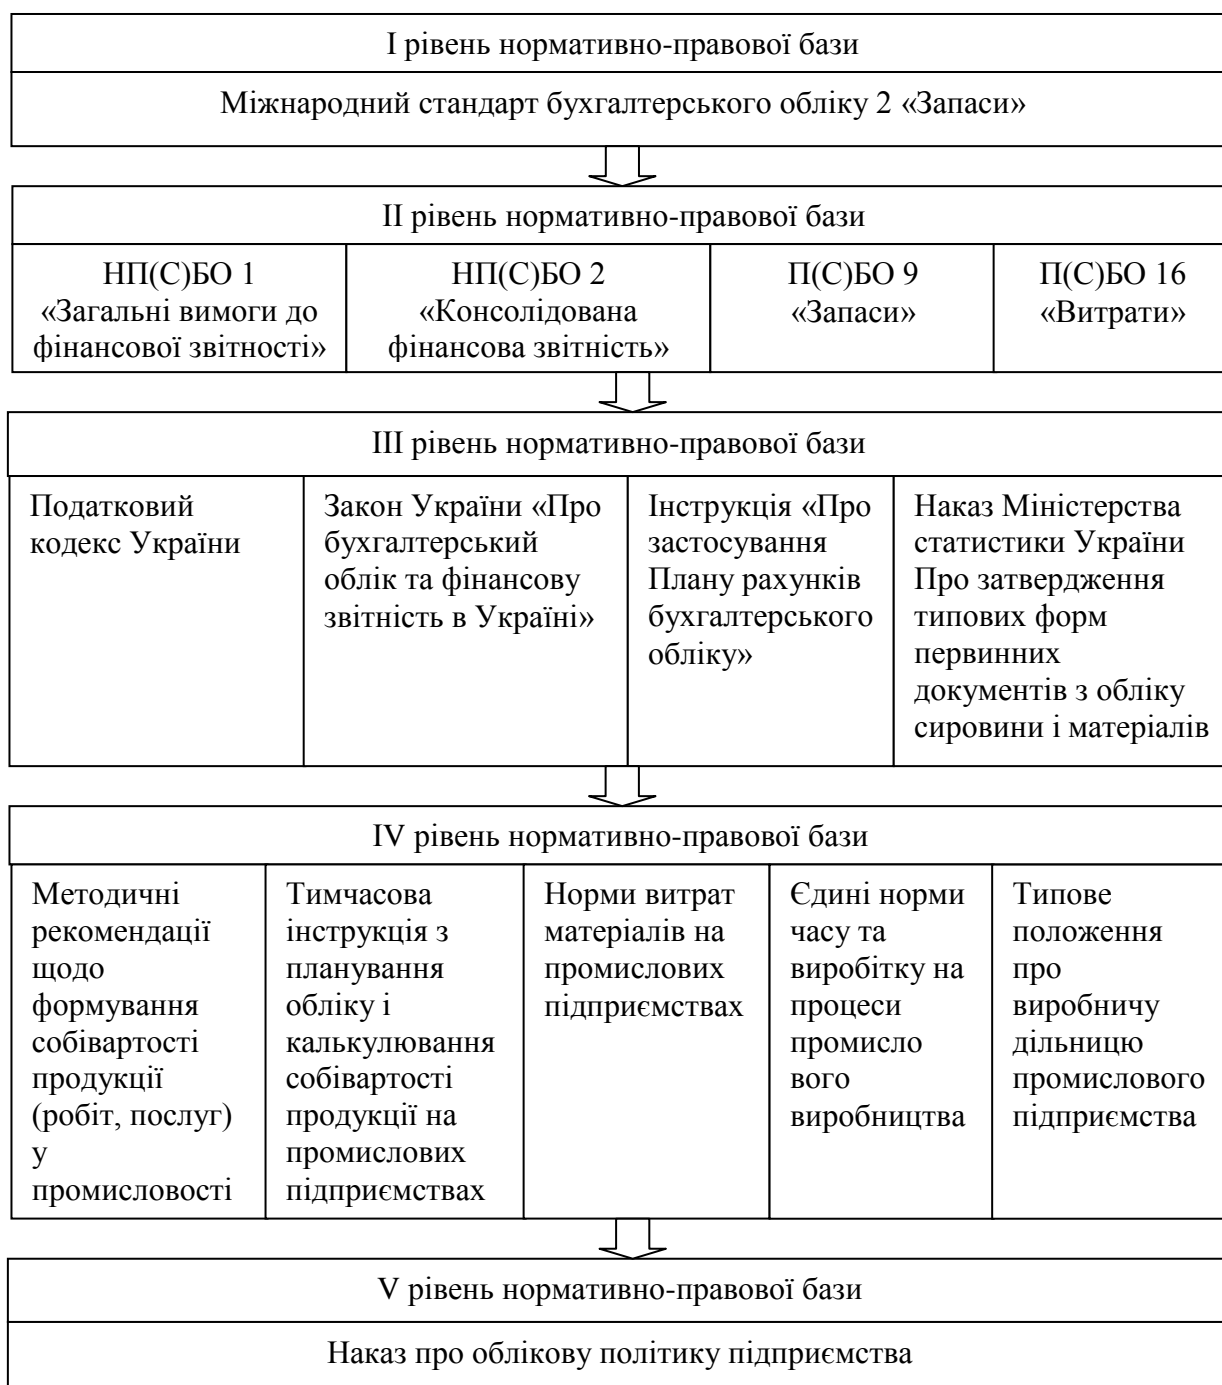 І рівень нормативно-правової бази
Міжнародний стандарт бухгалтерського обліку 2 «Запаси»
ІІ рівень нормативно-правової бази
НП(С)БО 1
«Загальні вимоги до
фінансової звітності»
НП(С)БО 2
«Консолідована
фінансова звітність»
П(С)БО 9
«Запаси»
П(С)БО 16
«Витрати»
ІІІ рівень нормативно-правової бази
Податковий
кодекс України
Закон України «Про
бухгалтерський
облік та фінансову
звітність в Україні»
Інструкція «Про
застосування
Плану рахунків
бухгалтерського
обліку»
Наказ Міністерства
статистики України
Про затвердження
типових форм
первинних
документів з обліку
сировини і матеріалів
IV рівень нормативно-правової бази
Методичні
рекомендації
щодо
формування
собівартості
продукції
(робіт, послуг)
у
промисловості
Тимчасова
інструкція з
планування
обліку і
калькулювання
собівартості
продукції на
промислових
підприємствах
Норми витрат
матеріалів на
промислових
підприємствах
Єдині норми
часу та
виробітку на
процеси
промисло
вого
виробництва
Типове
положення
про
виробничу
дільницю
промислового
підприємства
V рівень нормативно-правової бази
Наказ про облікову політику підприємства